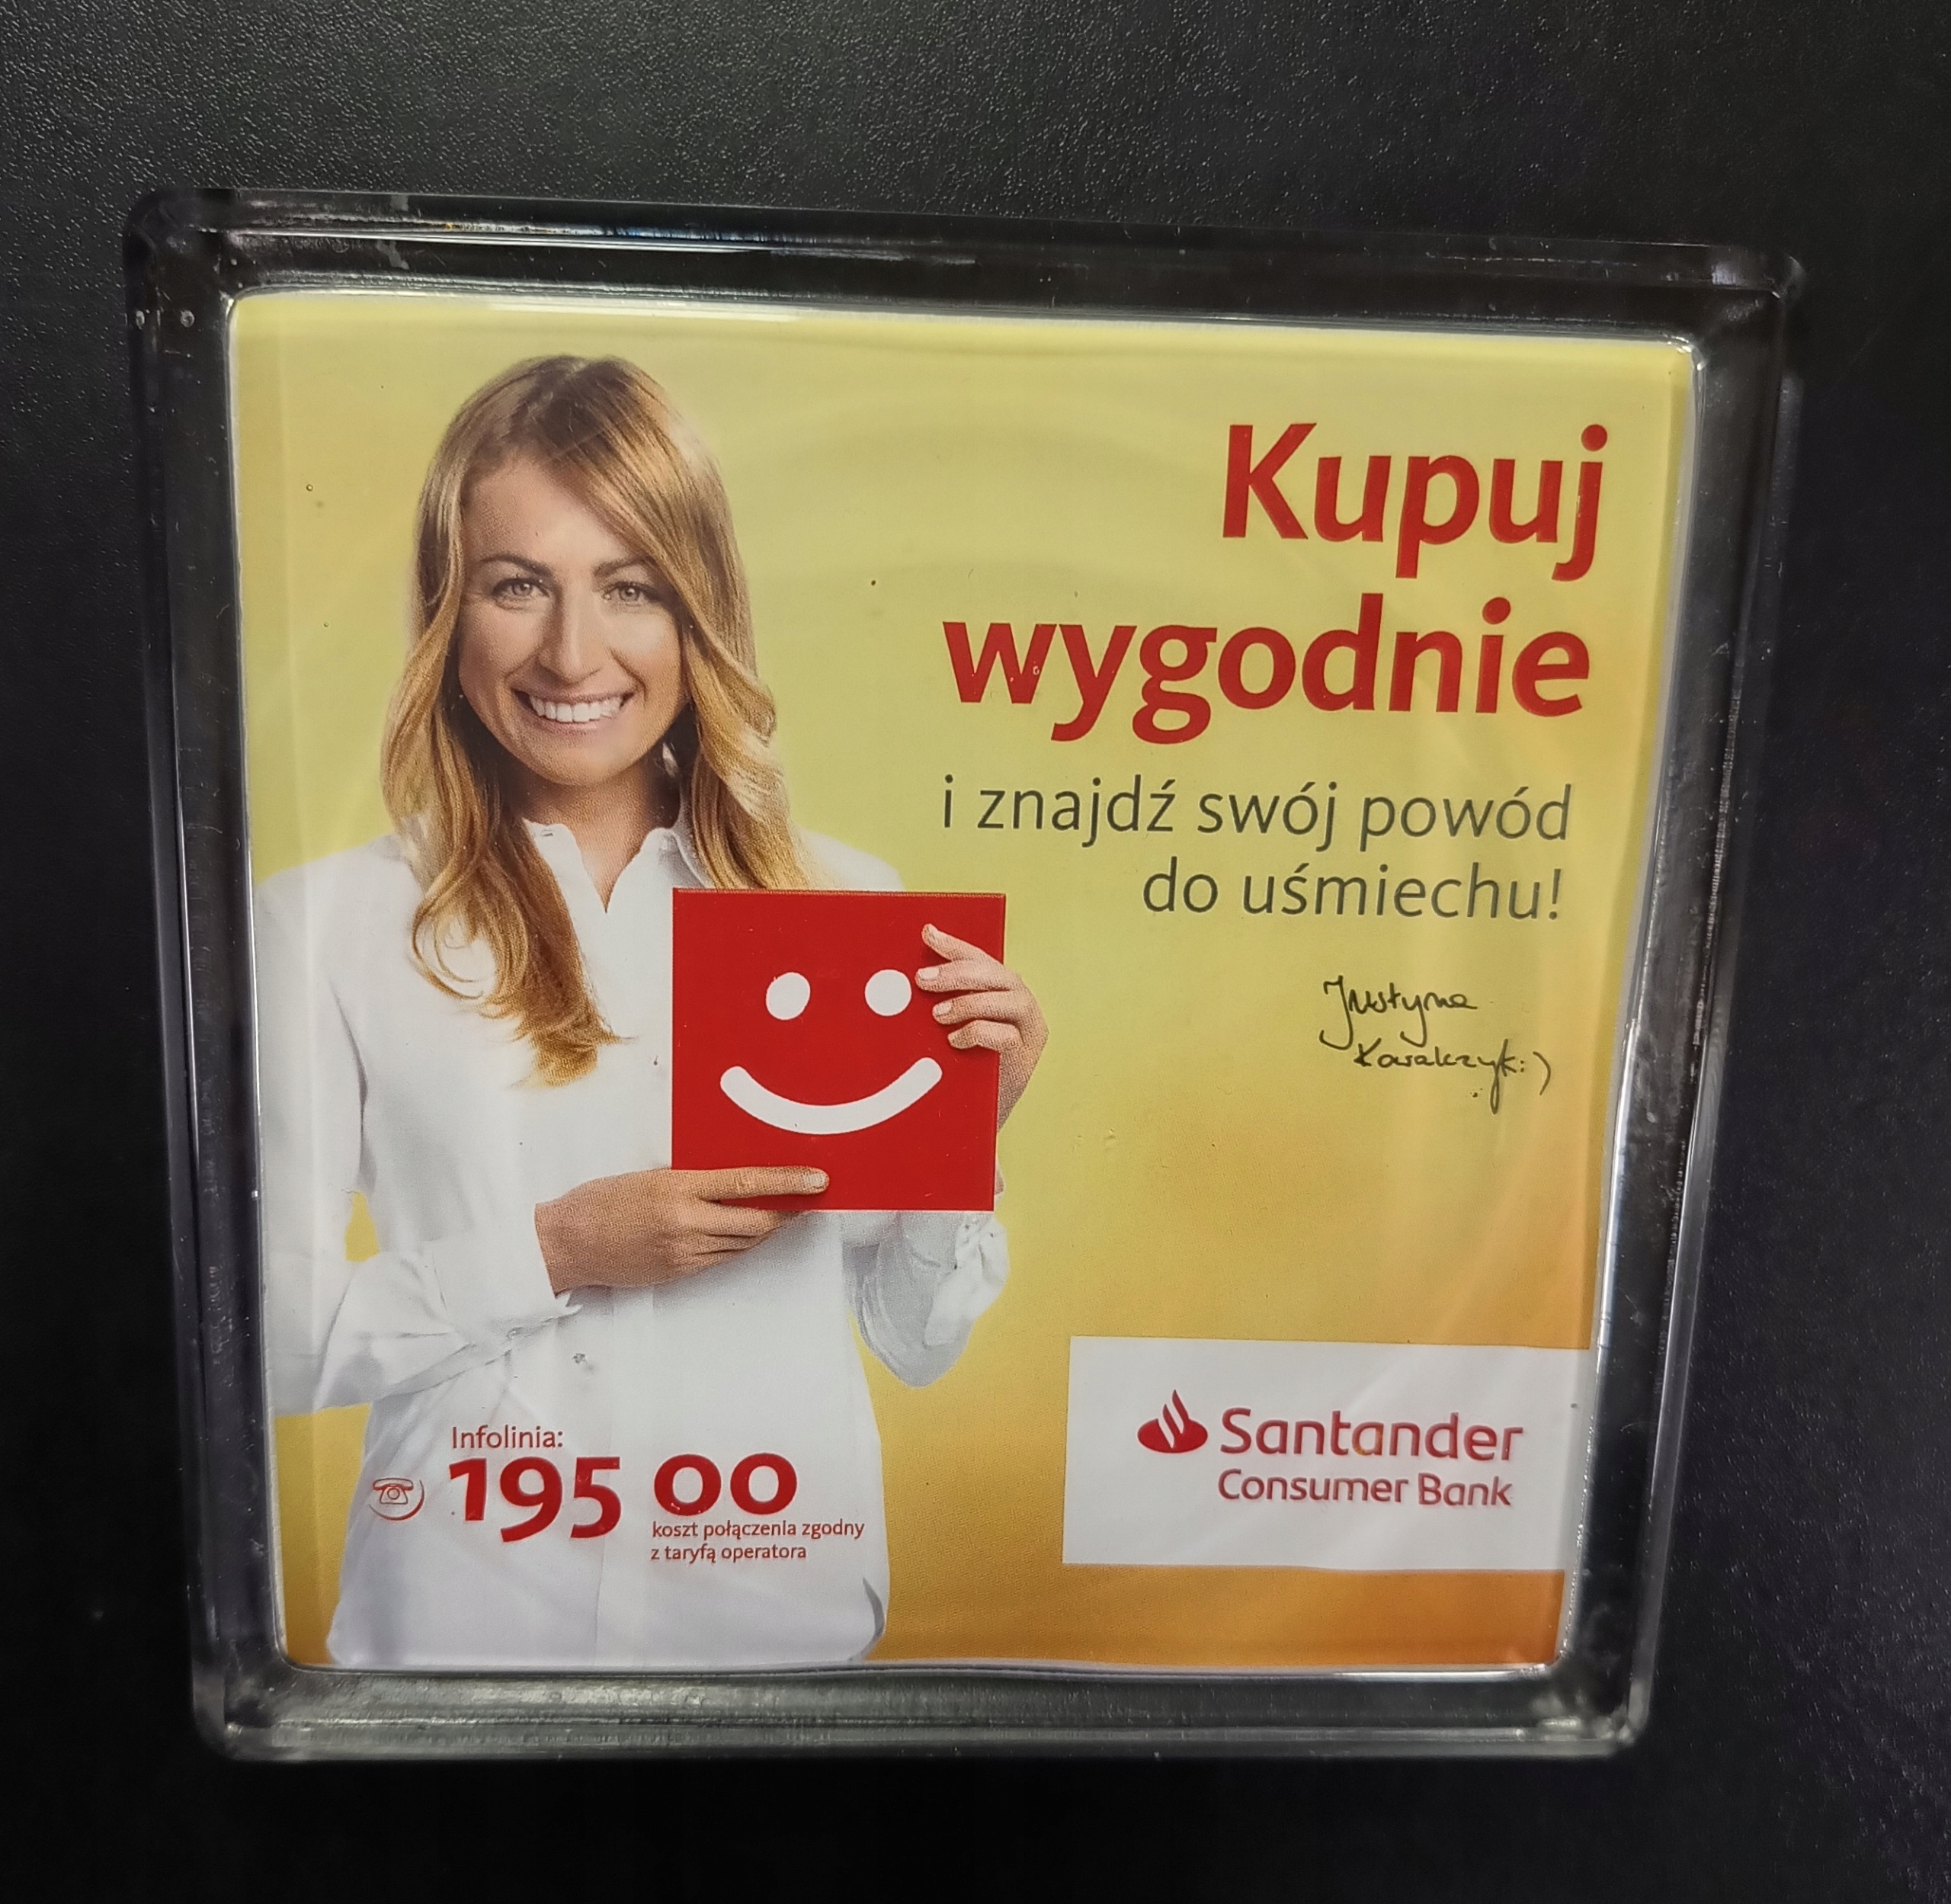 Kupuj
wygodnie
i znajdź swój powód
do uśmiechu!
Justyna
Kowalczyk:)
Infolinia:
195 00
koszt połączenia zgodny
z taryfą operatora
Santander
Consumer Bank